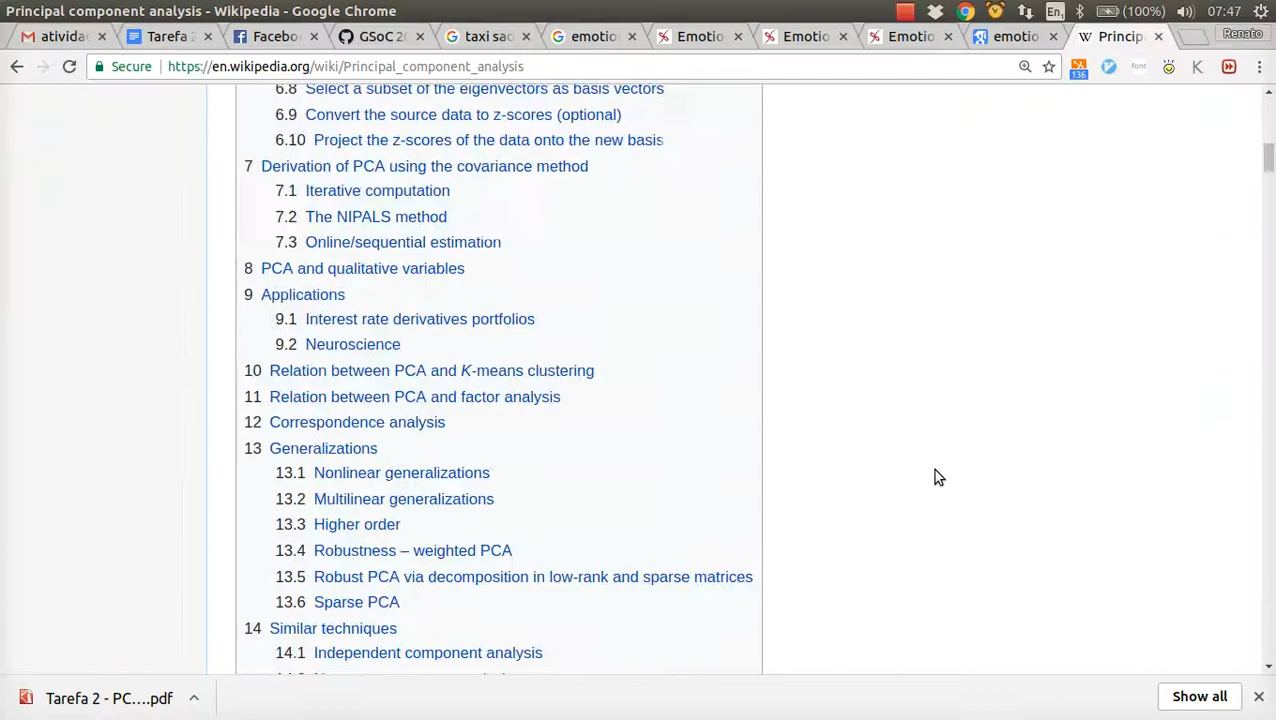 Principal component analysis - Wikipedia - Google Chrome
En1
(100%)
07:47
atividad
Tarefa 2
Facebo
GSoC 20
taxi sad
emotion
Emotio
Emotio
Emotio
emotio
Princip
Renato
Secure
https://en.wikipedia.org/wiki/Principal_component_analysis
136
font
K
6.8 Select a subset of the eigenvectors as basis vectors
6.9 Convert the source data to z-scores (optional)
6.10 Project the z-scores of the data onto the new basis
7 Derivation of PCA using the covariance method
7.1 Iterative computation
7.2 The NIPALS method
7.3 Online/sequential estimation
8 PCA and qualitative variables
9 Applications
9.1 Interest rate derivatives portfolios
9.2 Neuroscience
10 Relation between PCA and K-means clustering
11 Relation between PCA and factor analysis
12 Correspondence analysis
13 Generalizations
13.1 Nonlinear generalizations
13.2 Multilinear generalizations
13.3 Higher order
13.4 Robustness – weighted PCA
13.5 Robust PCA via decomposition in low-rank and sparse matrices
13.6 Sparse PCA
14 Similar techniques
14.1 Independent component analysis
Tarefa 2 - PC....pdf
Show all